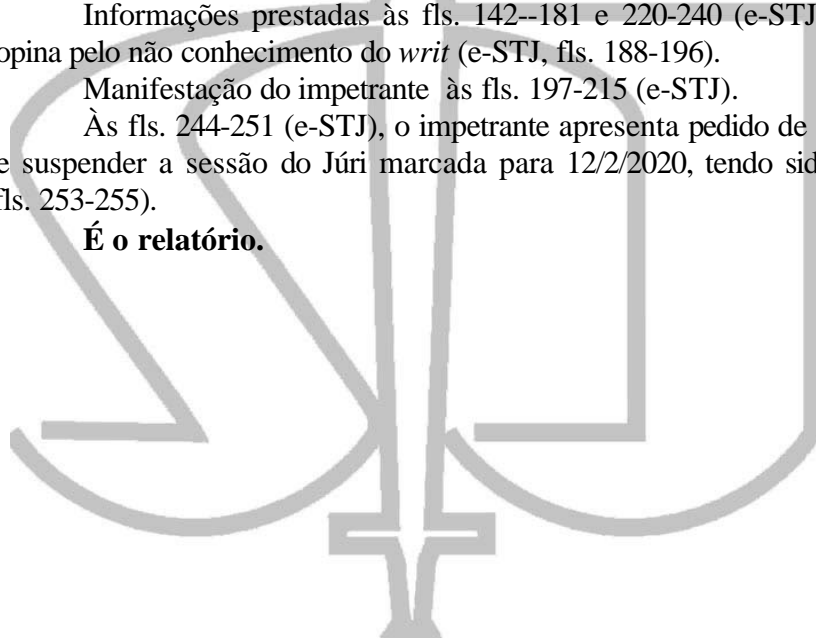 Informações prestadas às fls. 142--181 e 220-240 (e-STJ
opina pelo não conhecimento do writ (e-STJ, fls. 188-196).
Manifestação do impetrante às fls. 197-215 (e-STJ).
Às fls. 244-251 (e-STJ), o impetrante apresenta pedido de
e suspender a sessão do Júri marcada para 12/2/2020, tendo sid
fls. 253-255).
É o relatório.